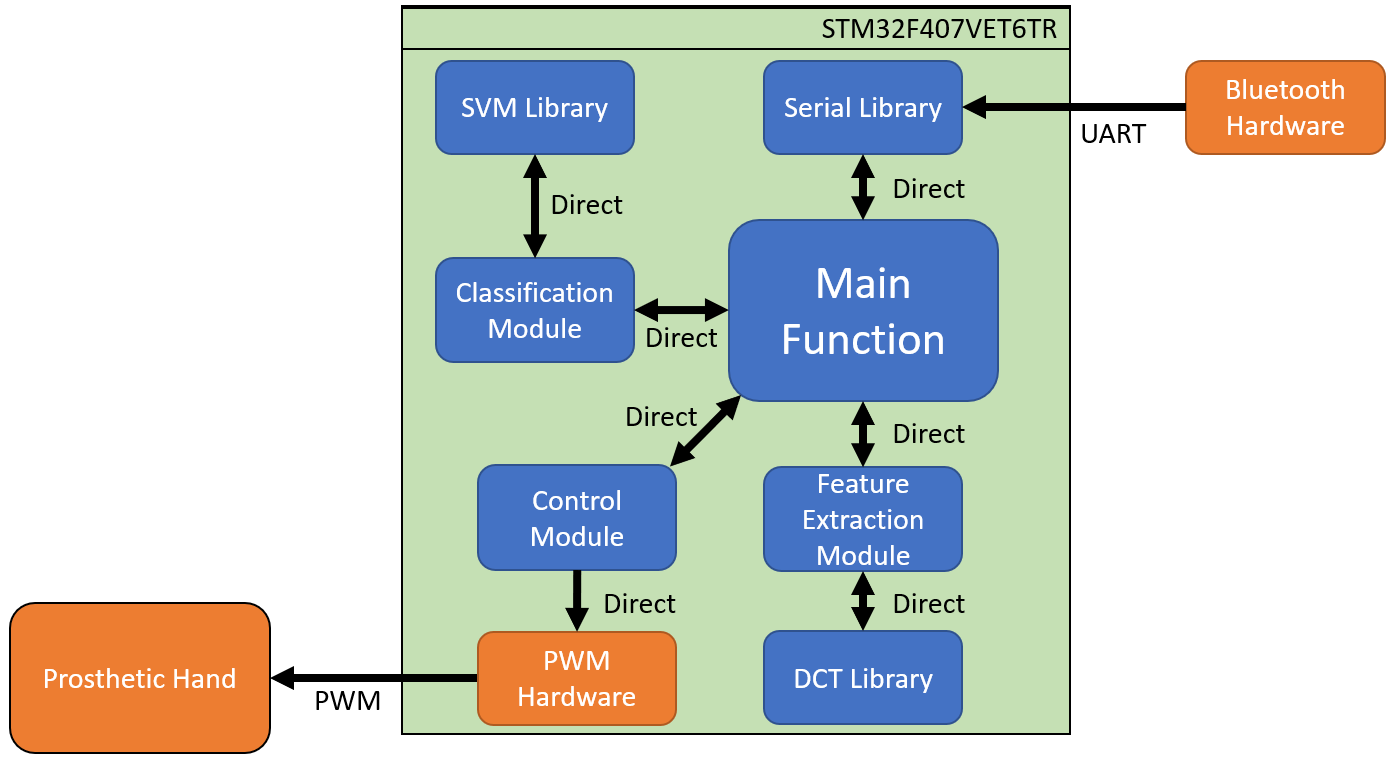 STM32F407VET6TR
SVM Library
Serial Library
Bluetooth
Hardware
UART
Direct
Direct
Classification
Module
Direct
Main
Function
Direct
Direct
Control
Module
Feature
Extraction
Module
Direct
Direct
Prosthetic Hand
PWM
PWM
Hardware
DCT Library